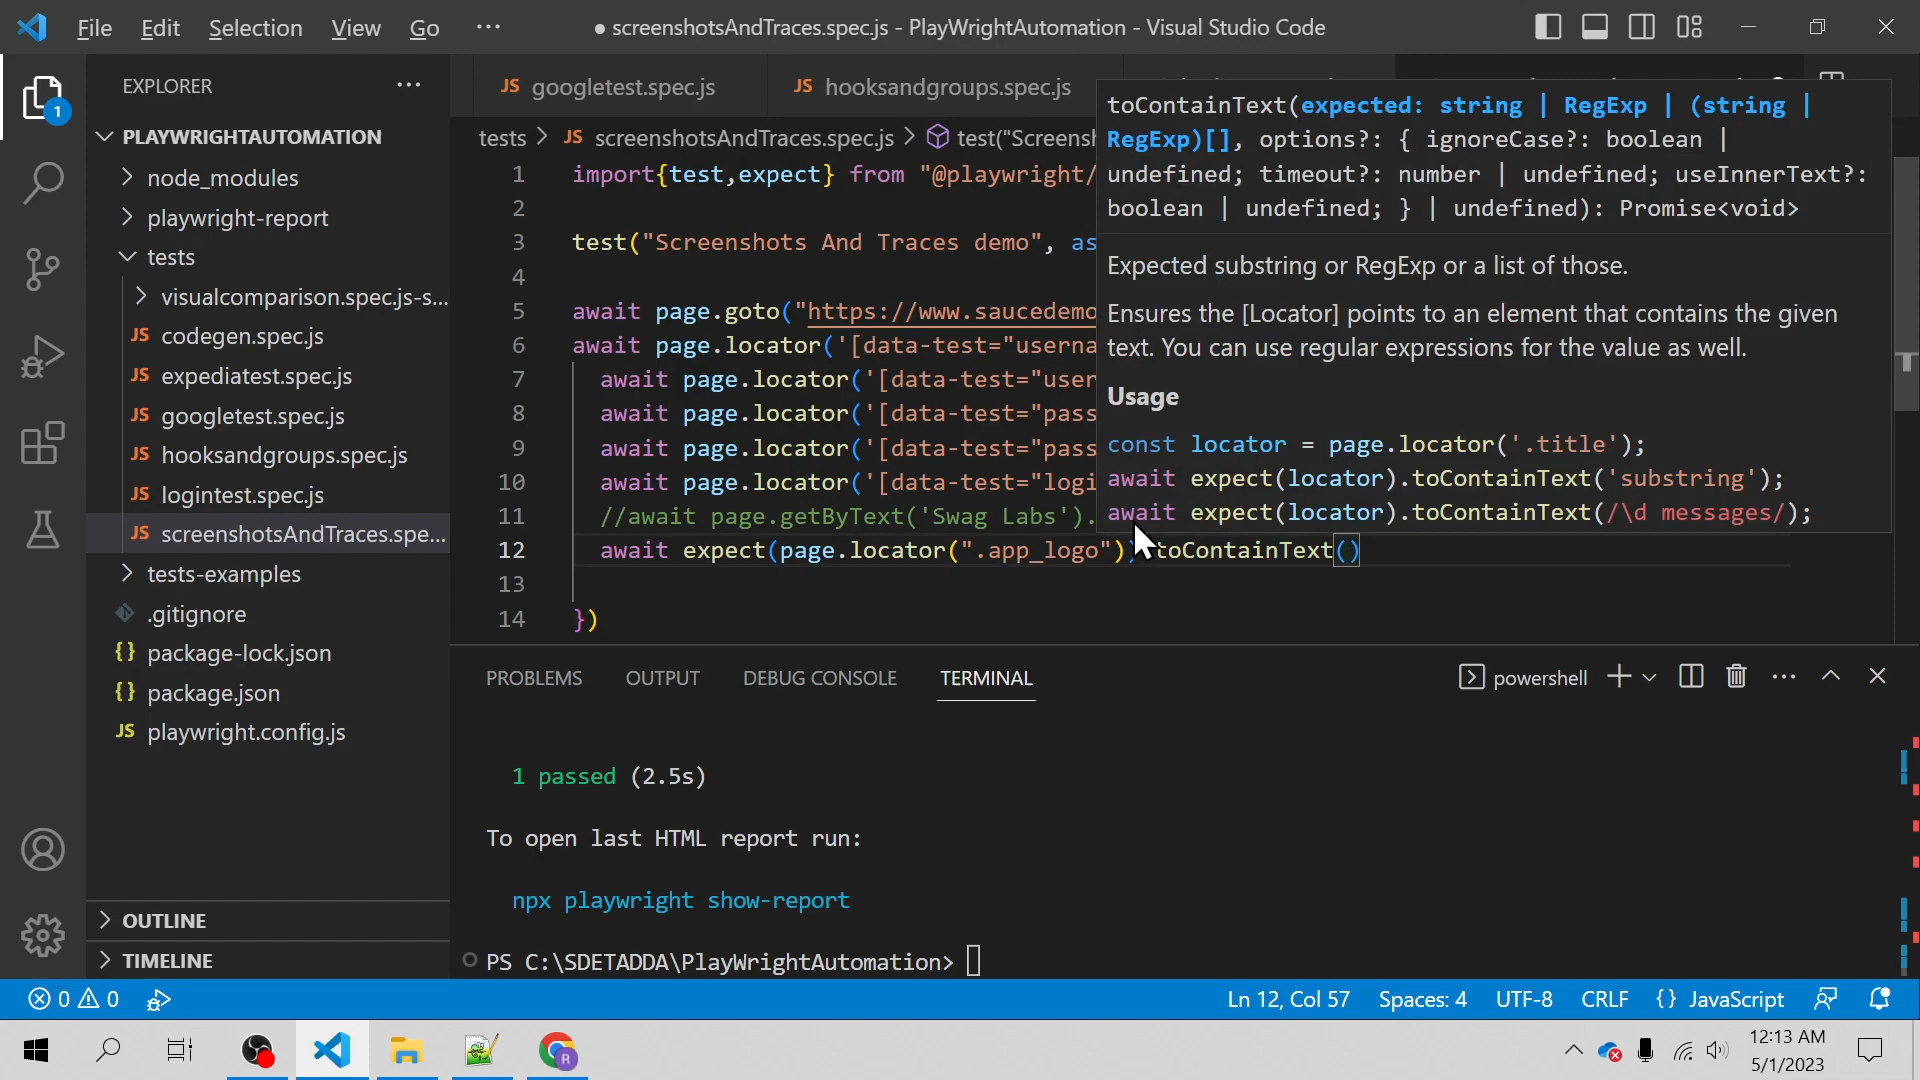 File Edit Selection View Go ···
● screenshotsAndTraces.spec.js - PlayWrightAutomation - Visual Studio Code
EXPLORER
1
PLAYWRIGHTAUTOMATION
node_modules
playwright-report
tests
visualcomparison.spec.js-s...
JS codegen.spec.js
JS expediatest.spec.js
JS googletest.spec.js
JS hooksandgroups.spec.js
JS logintest.spec.js
JS screenshotsAndTraces.spe...
tests-examples
.gitignore
{} package-lock.json
{} package.json
JS playwright.config.js
OUTLINE
TIMELINE
JS googletest.spec.js JS hooksandgroups.spec.js
tests > JS screenshotsAndTraces.spec.js > test("Screensh
1 import{test,expect} from "@playwright/
2
3 test("Screenshots And Traces demo", as
4
5 await page.goto("https://www.saucedemo
6 await page.locator('[data-test="userna
7 await page.locator('[data-test="user
8 await page.locator('[data-test="pass
9 await page.locator('[data-test="pass
10 await page.locator('[data-test="logi
11 //await page.getByText('Swag Labs').
12 await expect(page.locator(".app_logo")) toContainText()
13
14 })
toContainText(expected: string | RegExp | (string |
RegExp)[], options?: { ignoreCase?: boolean |
undefined; timeout?: number | undefined; useInnerText?:
boolean | undefined; } | undefined): Promise<void>
Expected substring or RegExp or a list of those.
Ensures the [Locator] points to an element that contains the given
text. You can use regular expressions for the value as well.
Usage
const locator = page.locator('.title');
await expect(locator).toContainText('substring');
await expect(locator).toContainText(/\d messages/);
PROBLEMS OUTPUT DEBUG CONSOLE TERMINAL
powershell
1 passed (2.5s)
To open last HTML report run:
npx playwright show-report
PS C:\SDETADDA\PlayWrightAutomation>
0 0
Ln 12, Col 57 Spaces: 4 UTF-8 CRLF {} JavaScript
R
12:13 AM
5/1/2023